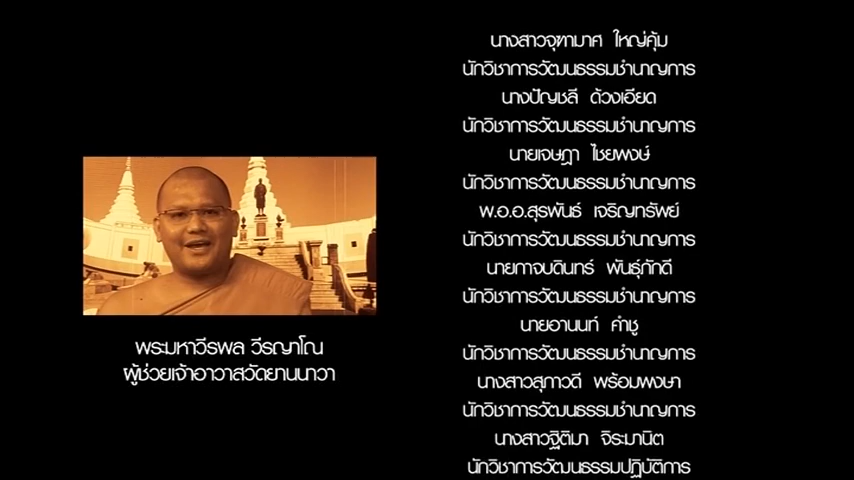 พระมหาวีรพล วีรญาโณ
ผู้ช่วยเจ้าอาวาสวัดยานนาวา
นางสาวจุฑามาศ ใหญ่คุ้ม
นักวิชาการวัฒนธรรมชำนาญการ
นางปัญชลี ด้วงเอียด
นักวิชาการวัฒนธรรมชำนาญการ
นายเจษฎา ไชยพงษ์
นักวิชาการวัฒนธรรมชำนาญการ
พ.อ.อ.สุรพันธ์ เจริญทรัพย์
นักวิชาการวัฒนธรรมชำนาญการ
นายกาจบดินทร์ พันธุ์ภักดี
นักวิชาการวัฒนธรรมชำนาญการ
นายอานนท์ คำชู
นักวิชาการวัฒนธรรมชำนาญการ
นางสาวสุภาวดี พร้อมพงษา
นักวิชาการวัฒนธรรมชำนาญการ
นางสาวฐิติมา จิระมานิต
นักวิชาการวัฒนธรรมปฏิบัติการ